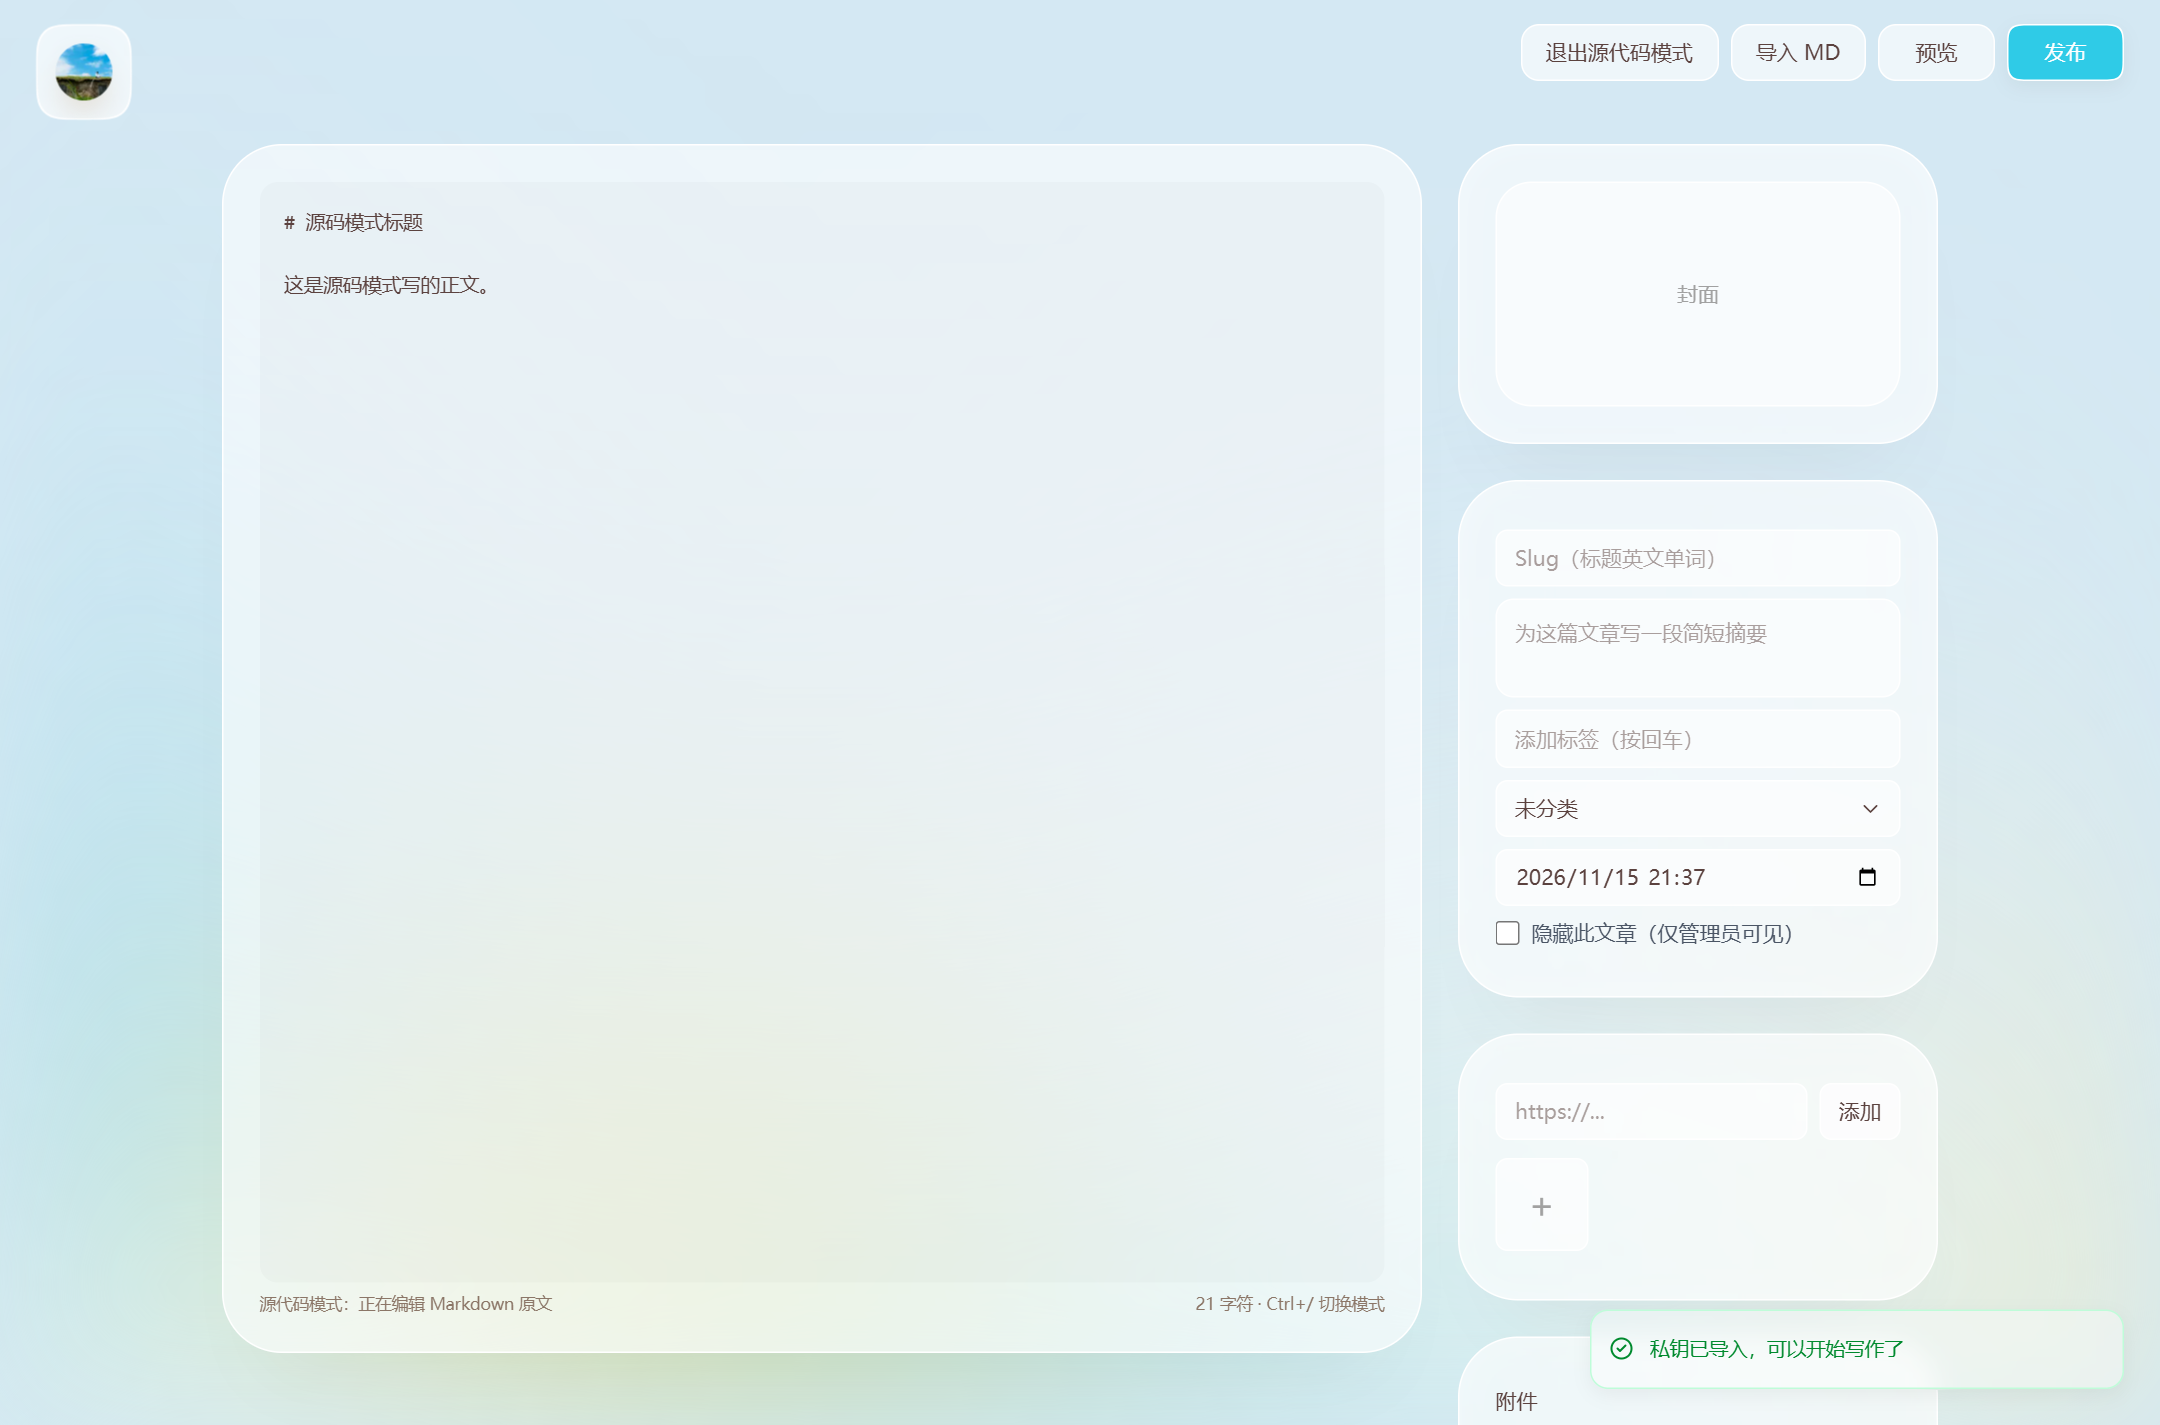 退出源代码模式
导入 MD
预览
发布
# 源码模式标题
这是源码模式写的正文。
源代码模式：正在编辑 Markdown 原文
21 字符 · Ctrl+/ 切换模式
封面
Slug（标题英文单词）
为这篇文章写一段简短摘要
添加标签（按回车）
未分类
2026/11/15 21:37
隐藏此文章（仅管理员可见）
https://...
添加
+
附件
私钥已导入，可以开始写作了